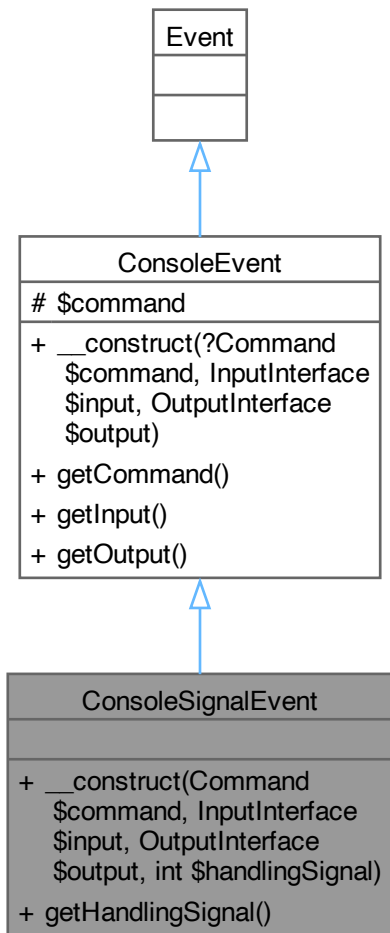 Event
ConsoleEvent
# $command
+ __construct(?Command
$command, InputInterface
$input, OutputInterface
$output)
+ getCommand()
+ getInput()
+ getOutput()
ConsoleSignalEvent
+ __construct(Command
$command, InputInterface
$input, OutputInterface
$output, int $handlingSignal)
+ getHandlingSignal()